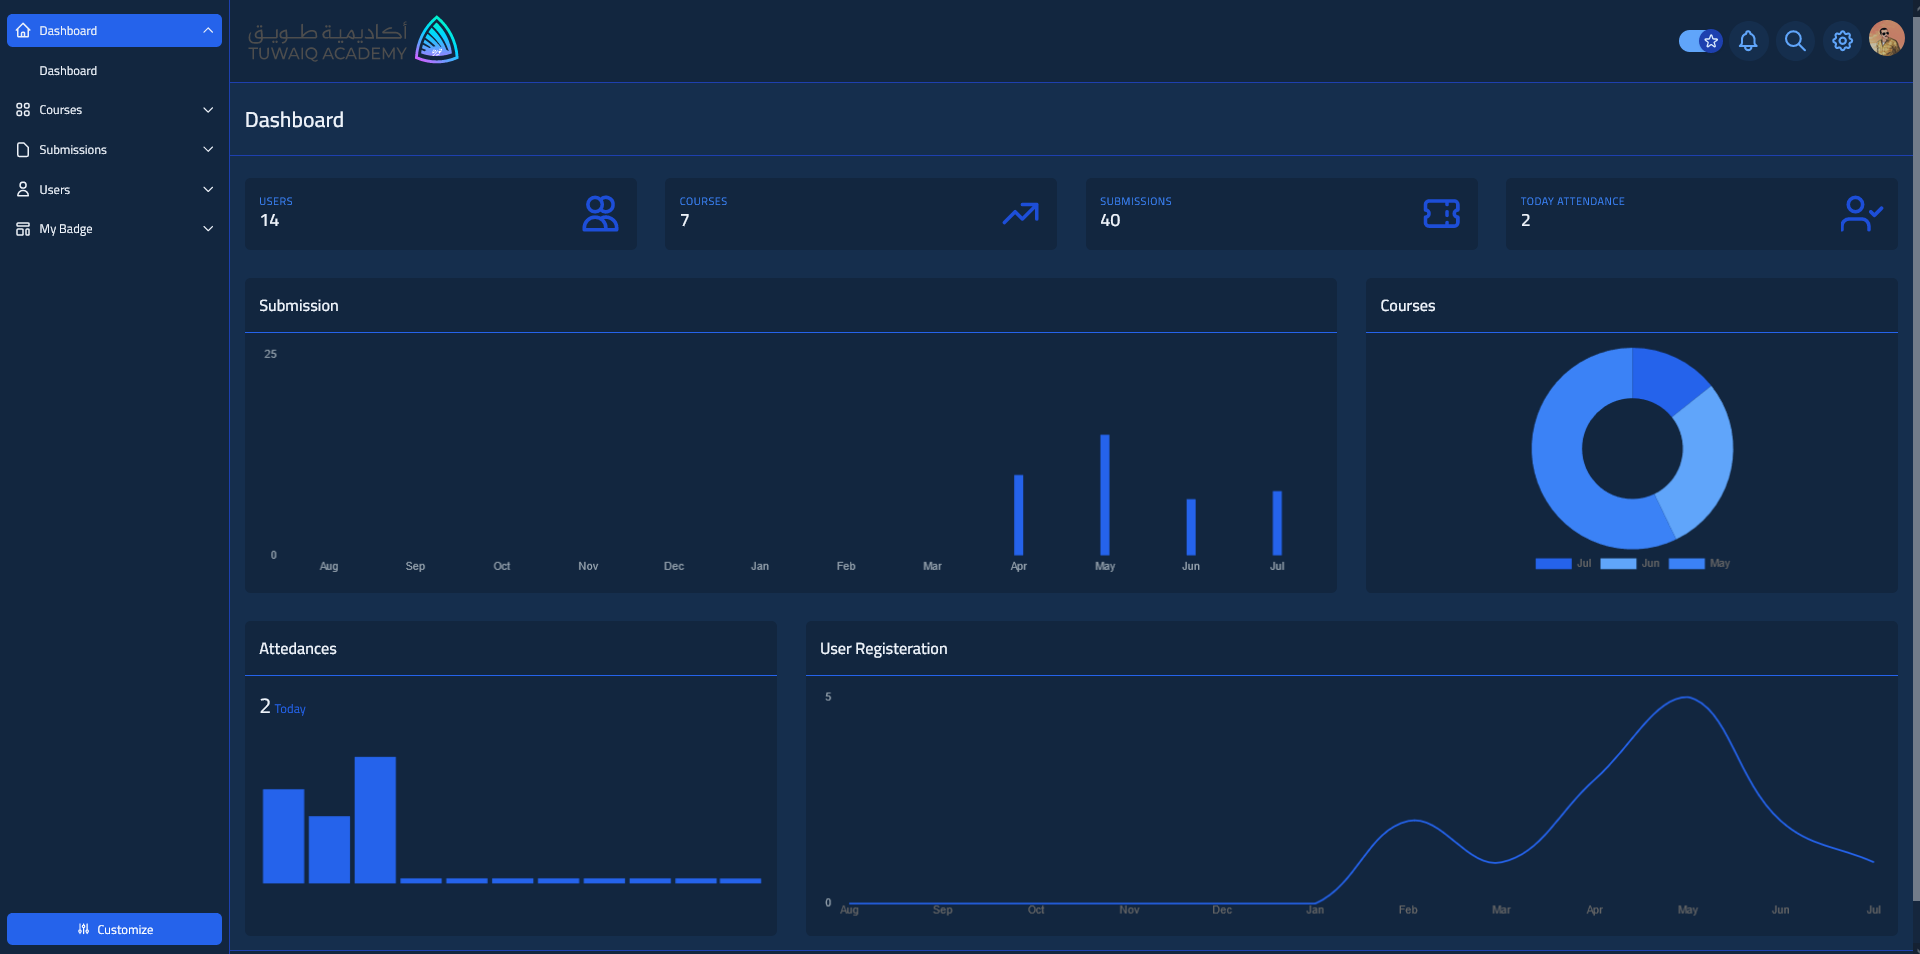 Dashboard
Dashboard
Courses
Submissions
Users
My Badge
Customize
أكاديمية طويق
TUWAIQ ACADEMY
Dashboard
USERS
14
COURSES
7
SUBMISSIONS
40
TODAY ATTENDANCE
2
Submission
25
0
Aug Sep Oct Nov Dec Jan Feb Mar Apr May Jun Jul
Courses
Jul Jun May
Attedances
2 Today
User Registeration
5
0
Aug Sep Oct Nov Dec Jan Feb Mar Apr May Jun Jul